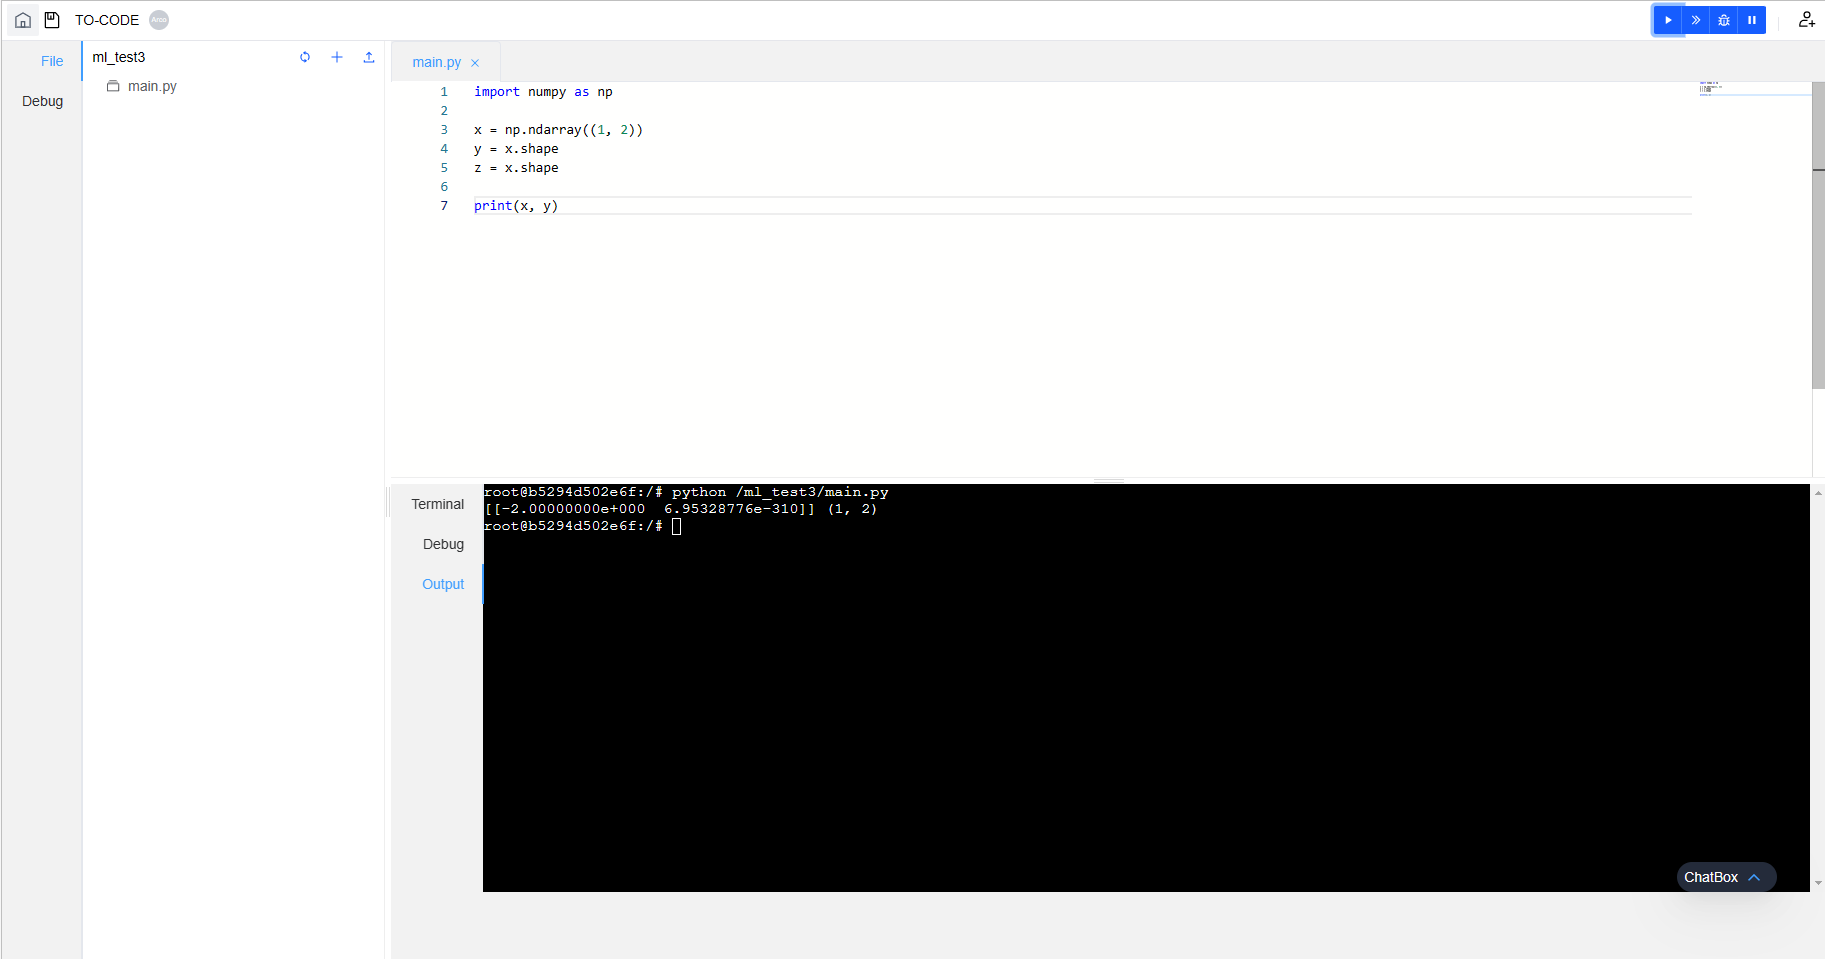 TO-CODE Arco
File
Debug
ml_test3
main.py
main.py
1 import numpy as np
2
3 x = np.ndarray((1, 2))
4 y = x.shape
5 z = x.shape
6
7 print(x, y)
Terminal
Debug
Output
root@b5294d502e6f:/# python /ml_test3/main.py
[[-2.00000000e+000  6.95328776e-310]] (1, 2)
root@b5294d502e6f:/#
ChatBox